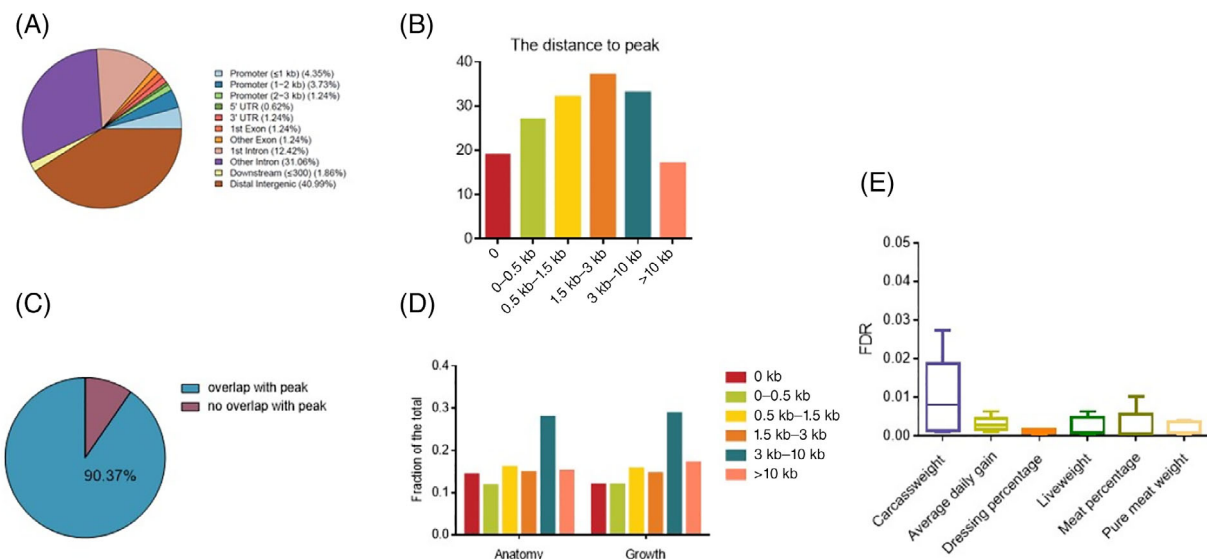 (A)
Promoter (≤1 kb) (4.35%)
Promoter (1–2 kb) (3.73%)
Promoter (2–3 kb) (1.24%)
5' UTR (0.62%)
3' UTR (1.24%)
1st Exon (1.24%)
Other Exon (1.24%)
1st Intron (12.42%)
Other Intron (31.06%)
Downstream (≤300) (1.86%)
Distal Intergenic (40.99%)
(B)
The distance to peak
40
30
20
10
0
0
0–0.5 kb
0.5 kb–1.5 kb
1.5 kb–3 kb
3 kb–10 kb
>10 kb
(C)
90.37%
overlap with peak
no overlap with peak
(D)
Fraction of the total
0.4
0.3
0.2
0.1
0.0
Anatomy
Growth
0 kb
0–0.5 kb
0.5 kb–1.5 kb
1.5 kb–3 kb
3 kb–10 kb
>10 kb
(E)
FDR
0.05
0.04
0.03
0.02
0.01
0.00
Carcassweight
Average daily gain
Dressing percentage
Liveweight
Meat percentage
Pure meat weight